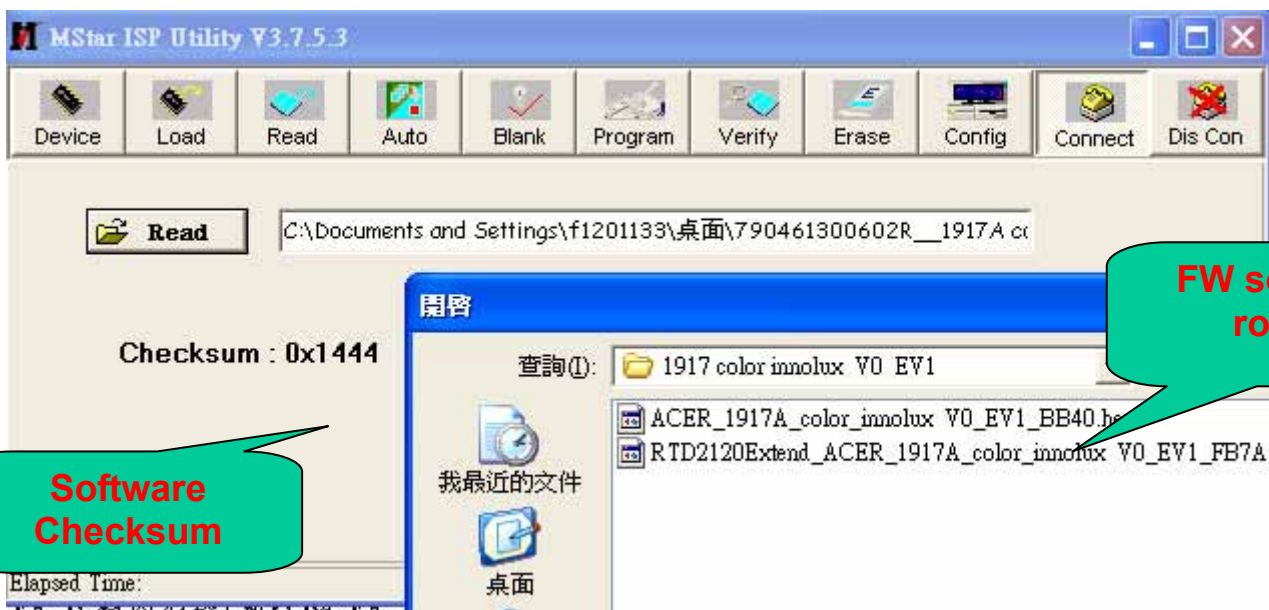 MStar ISP Utility V3.7.5.3
Device Load Read Auto Blank Program Verify Erase Config Connect Dis Con
Read C:\Documents and Settings\f1201133\桌面\790461300602R__1917A
Checksum : 0x1444
開啓
查詢(I): 1917 color innolux V0 EV1
ACER_1917A_color_innolux V0_EV1_BB40
RTD2120Extend_ACER_1917A_color_innolux V0_EV1_FB7A
我最近的文件
桌面
FW
Software
Checksum
Elapsed Time: